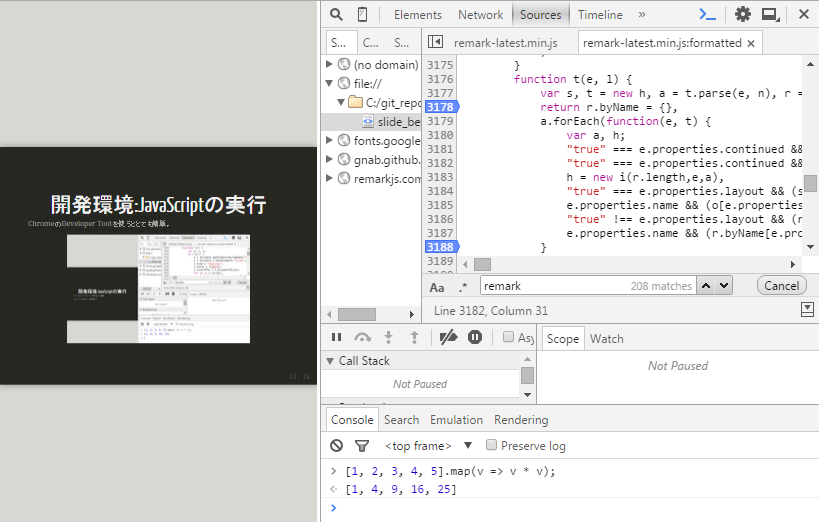 Elements Network Sources Timeline »
S... C... S...
remark-latest.min.js remark-latest.min.js:formatted ×
(no domain)
file://
C:/git_repo
slide_be
fonts.google
gnab.github.
remarkjs.com
3175 }
3176 function t(e, l) {
3177 var s, t = new h, a = t.parse(e, n), r =
3178 return r.byName = {},
3179 a.forEach(function(e, t) {
3180 var a, h;
3181 "true" === e.properties.continued &&
3182 "true" === e.properties.continued &&
3183 h = new i(r.length,e,a),
3184 "true" === e.properties.layout && (s
3185 e.properties.name && (o[e.properties
3186 "true" !== e.properties.layout && (r
3187 e.properties.name && (r.byName[e.pro
3188 }
3189
Aa .* remark 208 matches Cancel
Line 3182, Column 31
Asy
Call Stack
Not Paused
Scope Watch
Not Paused
Console Search Emulation Rendering
<top frame> ▼ Preserve log
> [1, 2, 3, 4, 5].map(v => v * v);
[1, 4, 9, 16, 25]
>
開発環境:JavaScriptの実行
ChromeのDeveloper Toolを使うととても簡単。
開発環境:JavaScriptの実行